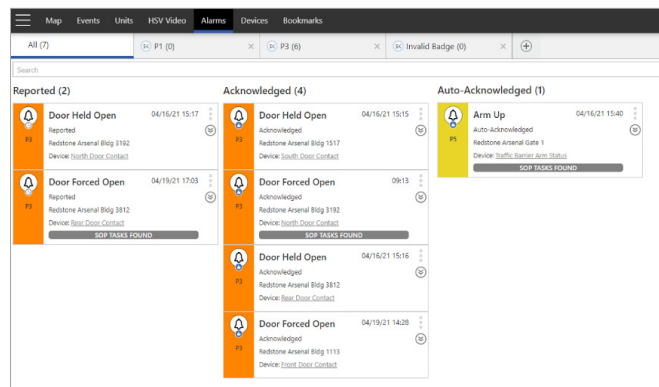 Map Events Units HSV Video Alarms Devices Bookmarks
All (7) P1 (0) P3 (6) Invalid Badge (0)
Search
Reported (2)
Door Held Open 04/16/21 15:17
Reported
P3
Redstone Arsenal Bldg 3192
Device: North Door Contact
Door Forced Open 04/19/21 17:03
Reported
P3
Redstone Arsenal Bldg 3812
Device: Rear Door Contact
SOP TASKS FOUND
Acknowledged (4)
Door Held Open 04/16/21 15:15
Acknowledged
P3
Redstone Arsenal Bldg 1517
Device: South Door Contact
Door Forced Open 09:13
Acknowledged
P3
Redstone Arsenal Bldg 3192
Device: North Door Contact
SOP TASKS FOUND
Door Held Open 04/16/21 15:16
Acknowledged
P3
Redstone Arsenal Bldg 3812
Device: Rear Door Contact
Door Forced Open 04/19/21 14:28
Acknowledged
P3
Redstone Arsenal Bldg 1113
Device: Front Door Contact
Auto-Acknowledged (1)
Arm Up 04/16/21 15:40
Auto-Acknowledged
P5
Redstone Arsenal Gate 1
Device: Traffic Barrier Arm Status
SOP TASKS FOUND